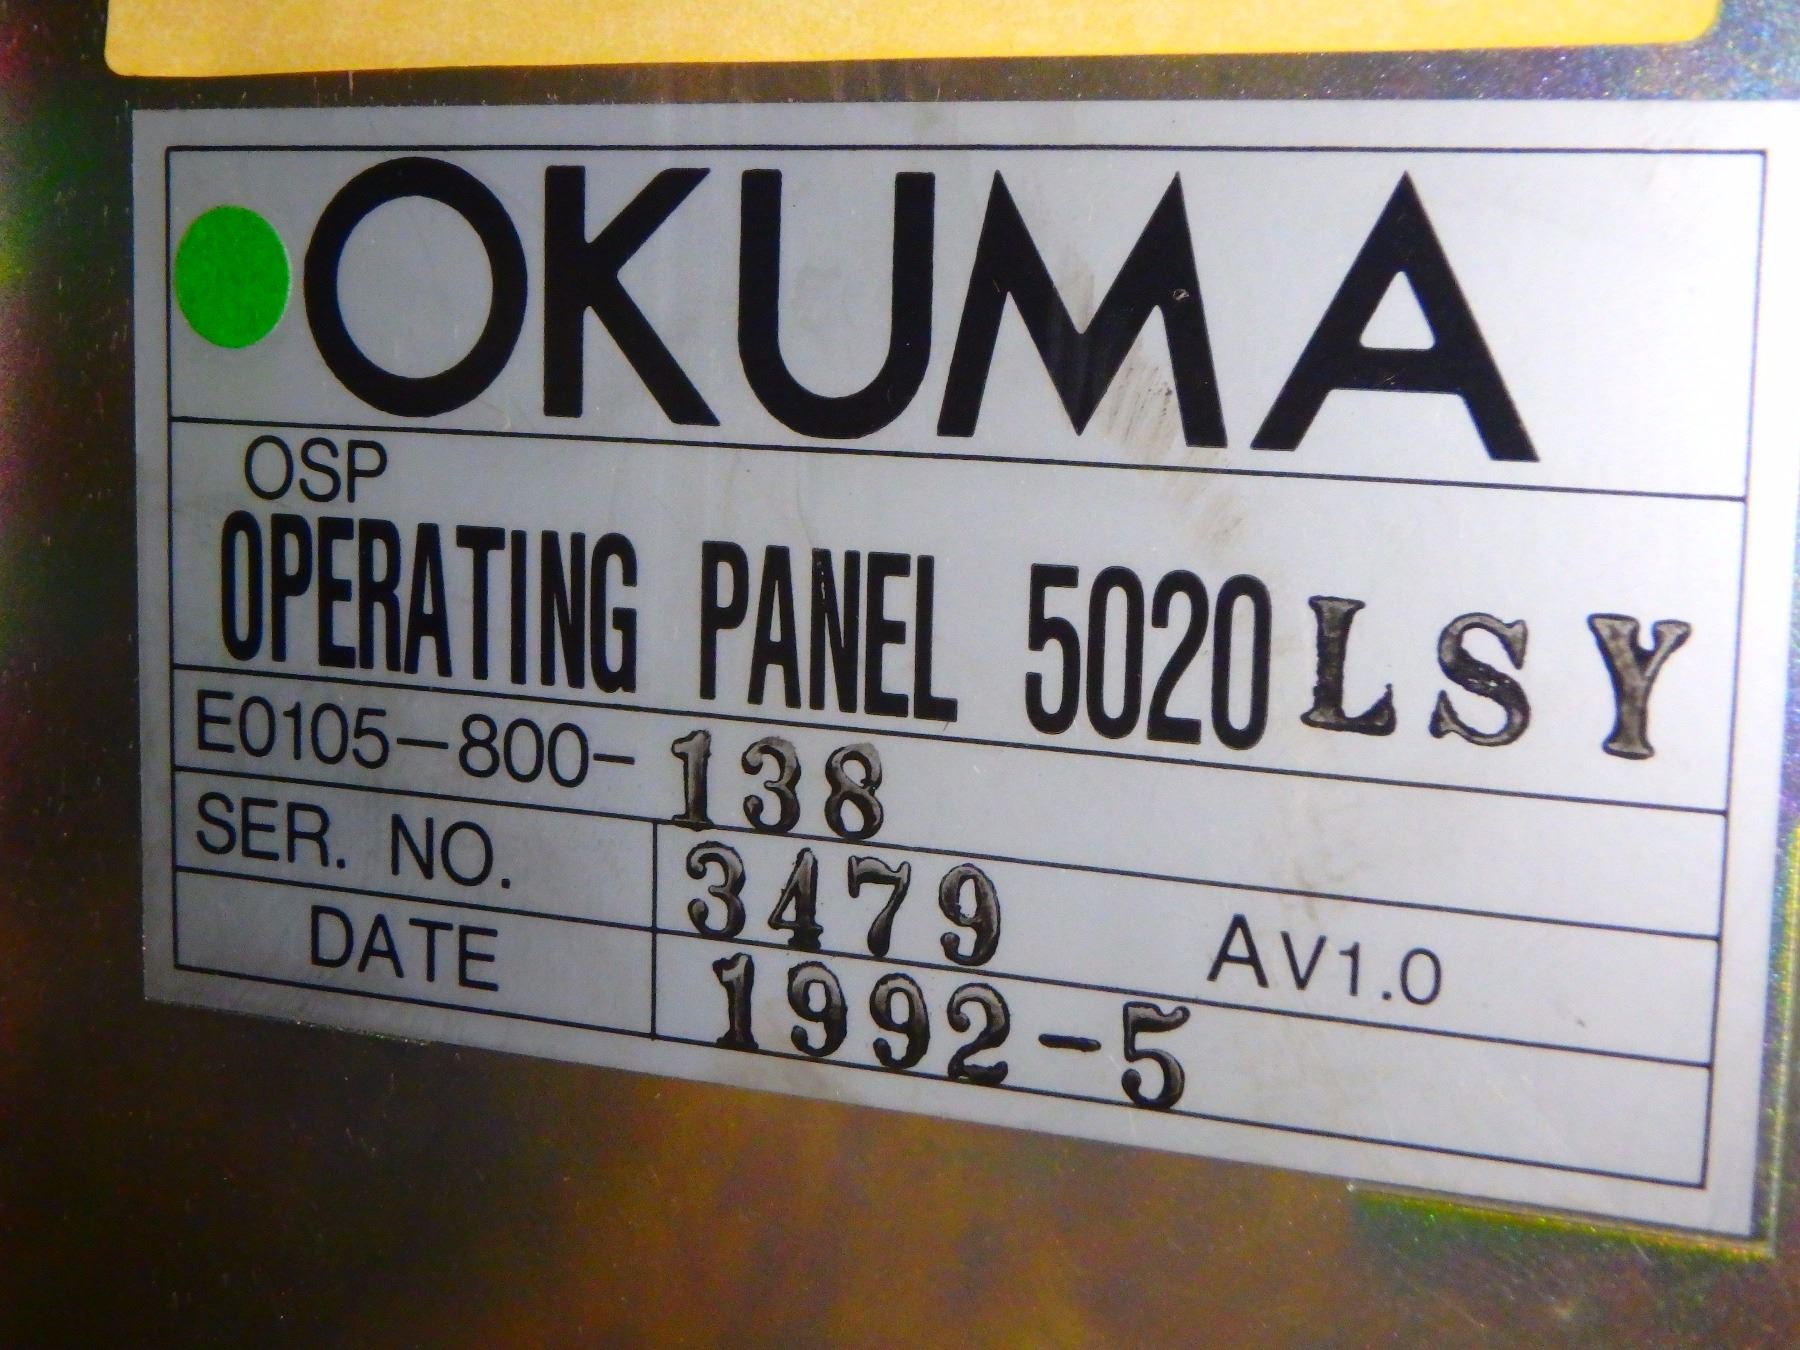 OKUMA
OSP
OPERATING PANEL 5020 LSY
E0105-800-138
SER. NO. 3479 AV1.0
DATE 1992-5